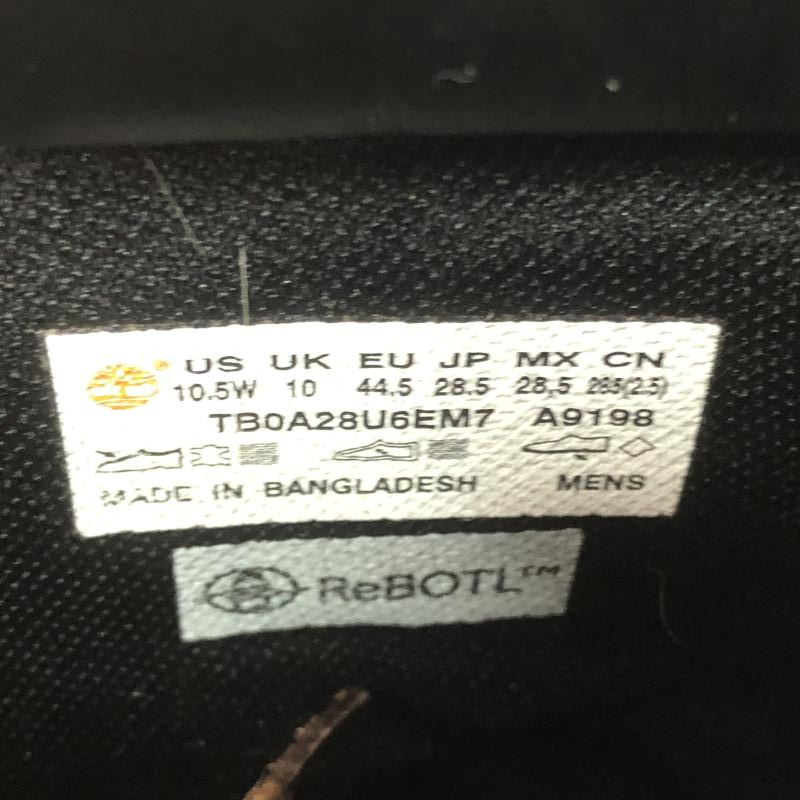 US UK EU JP MX CN
10.5W 10 44.5 28.5 28.5 285(2.5)
TB0A28U6EM7 A9198
MADE IN BANGLADESH MENS
ReBOTL™